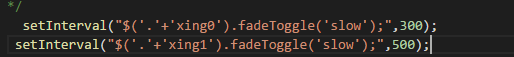 */
setInterval("$('.'+'xing0').fadeToggle('slow');",300);
setInterval("$('.'+'xing1').fadeToggle('slow');",500);